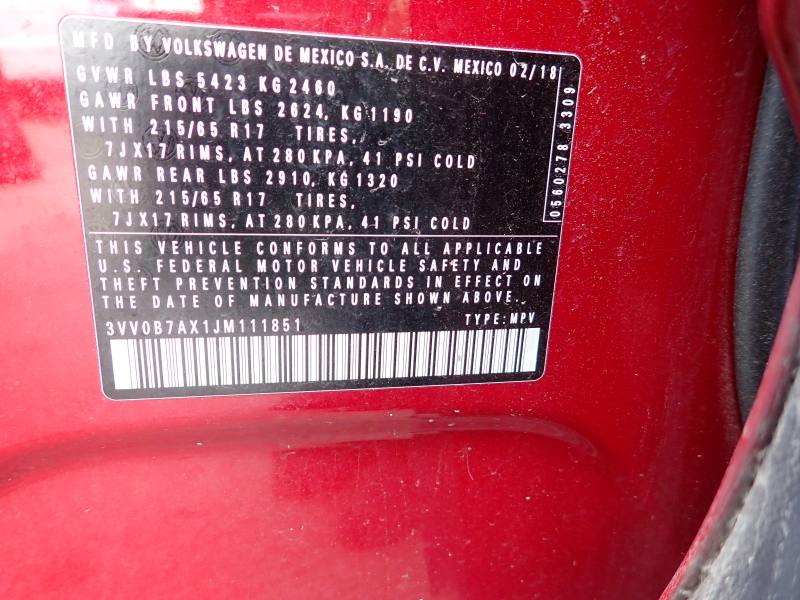 MFD BY VOLKSWAGEN DE MEXICO S.A. DE C.V. MEXICO 02/18
GVWR LBS 5423 KG 2460
GAWR FRONT LBS 2624, KG 1190
WITH 215/65 R17 TIRES,
7JX17 RIMS, AT 280 KPA, 41 PSI COLD
GAWR REAR LBS 2910, KG 1320
WITH 215/65 R17 TIRES,
7JX17 RIMS, AT 280 KPA, 41 PSI COLD
0560278 3309
THIS VEHICLE CONFORMS TO ALL APPLICABLE
U.S. FEDERAL MOTOR VEHICLE SAFETY AND
THEFT PREVENTION STANDARDS IN EFFECT ON
THE DATE OF MANUFACTURE SHOWN ABOVE.
3VV0B7AX1JM111851 TYPE: MPV